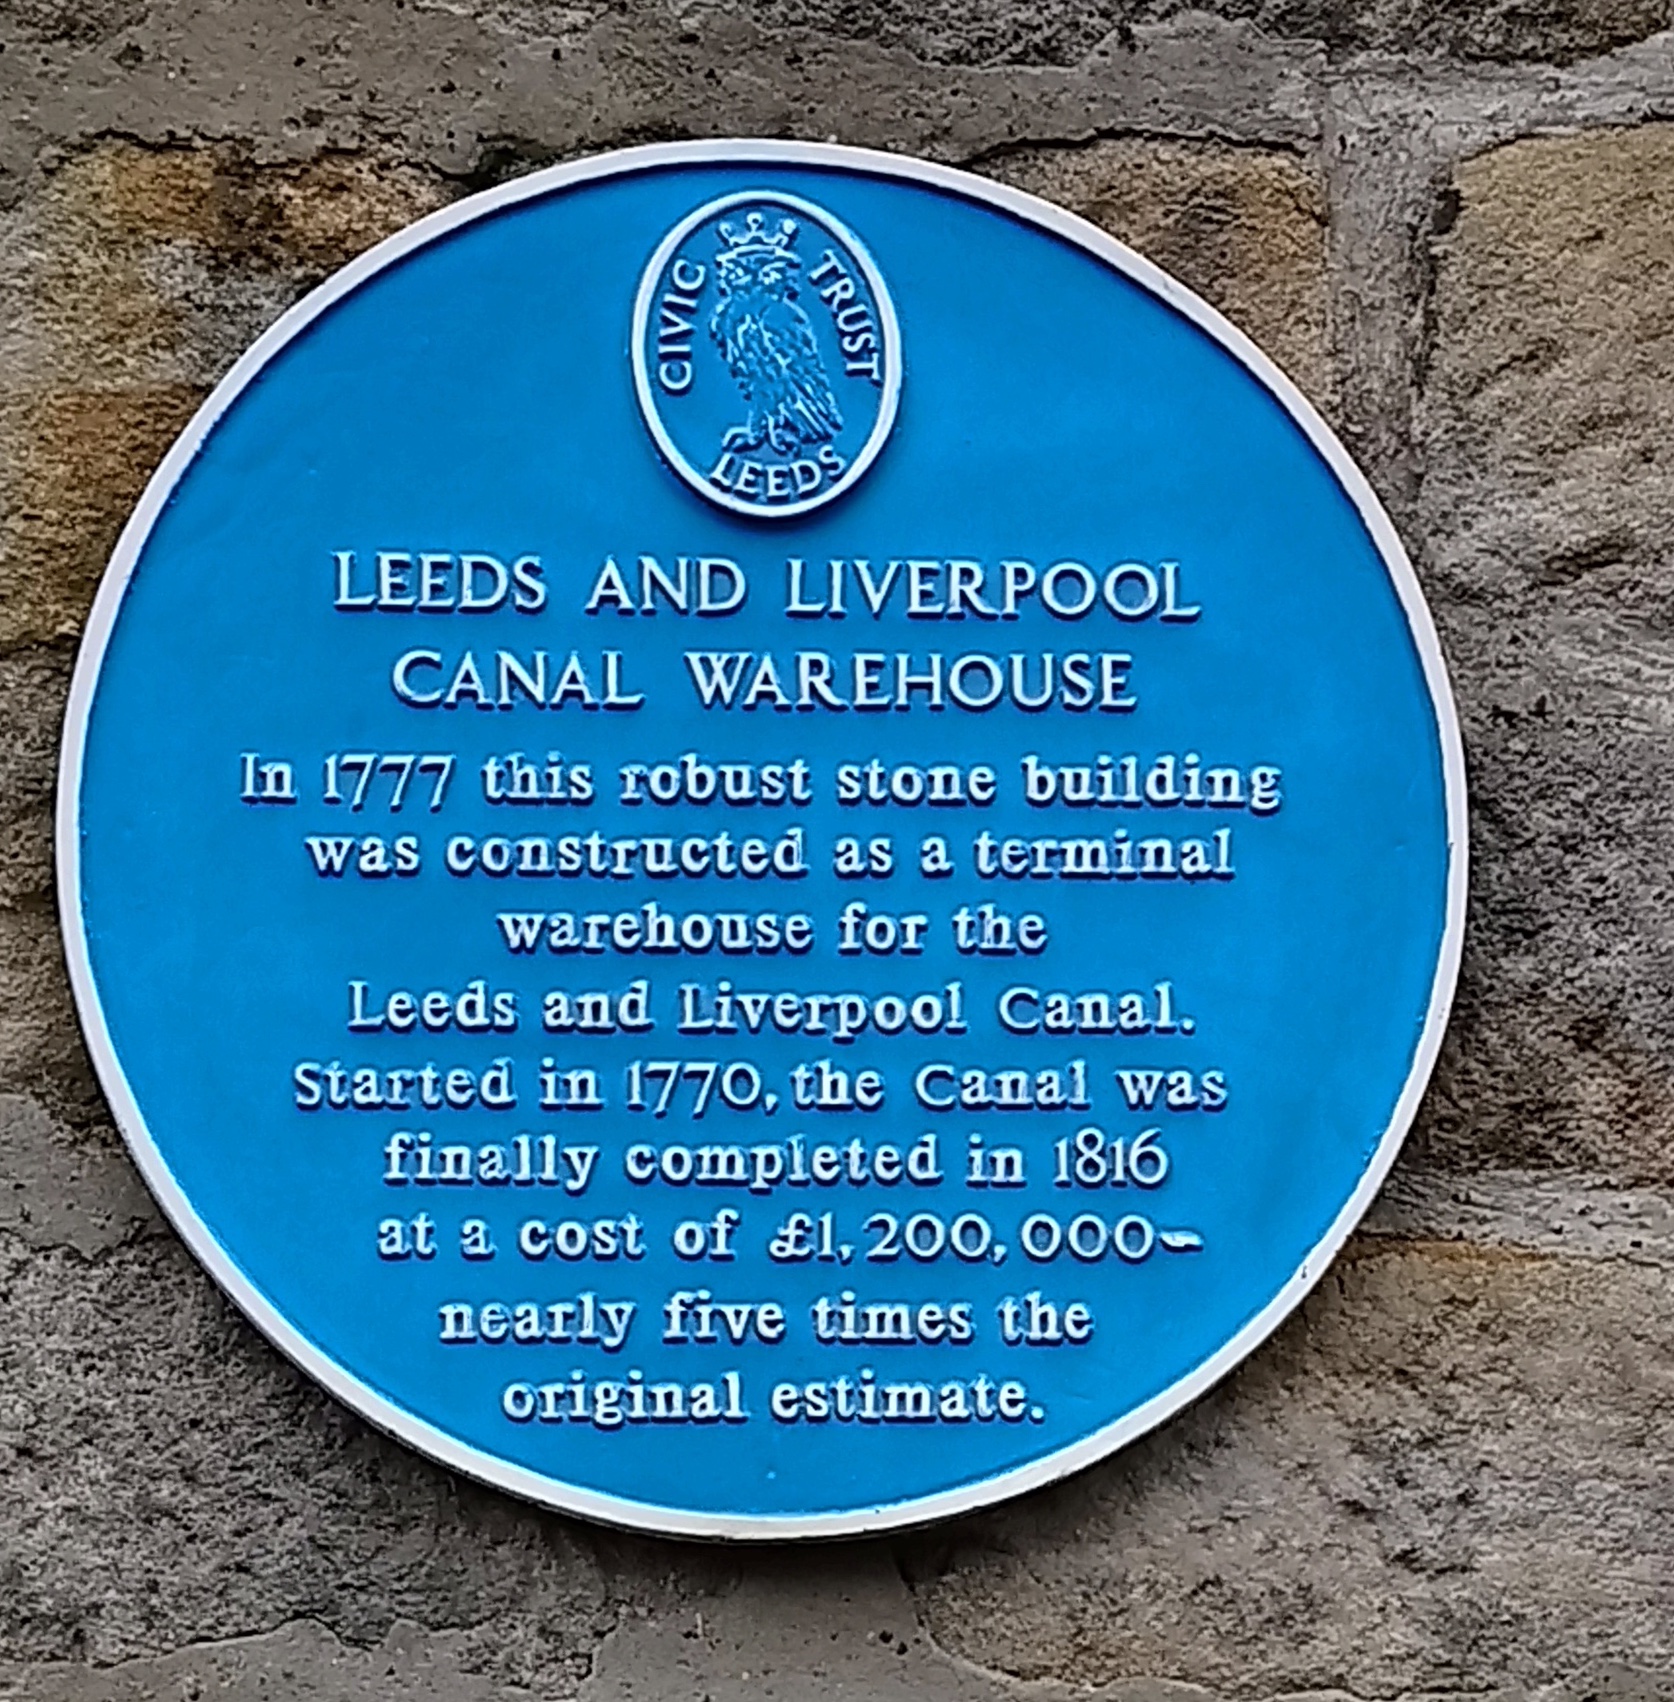 CIVIC TRUST
LEEDS
LEEDS AND LIVERPOOL
CANAL WAREHOUSE
In 1777 this robust stone building
was constructed as a terminal
warehouse for the
Leeds and Liverpool Canal.
Started in 1770, the Canal was
finally completed in 1816
at a cost of £1,200,000–
nearly five times the
original estimate.